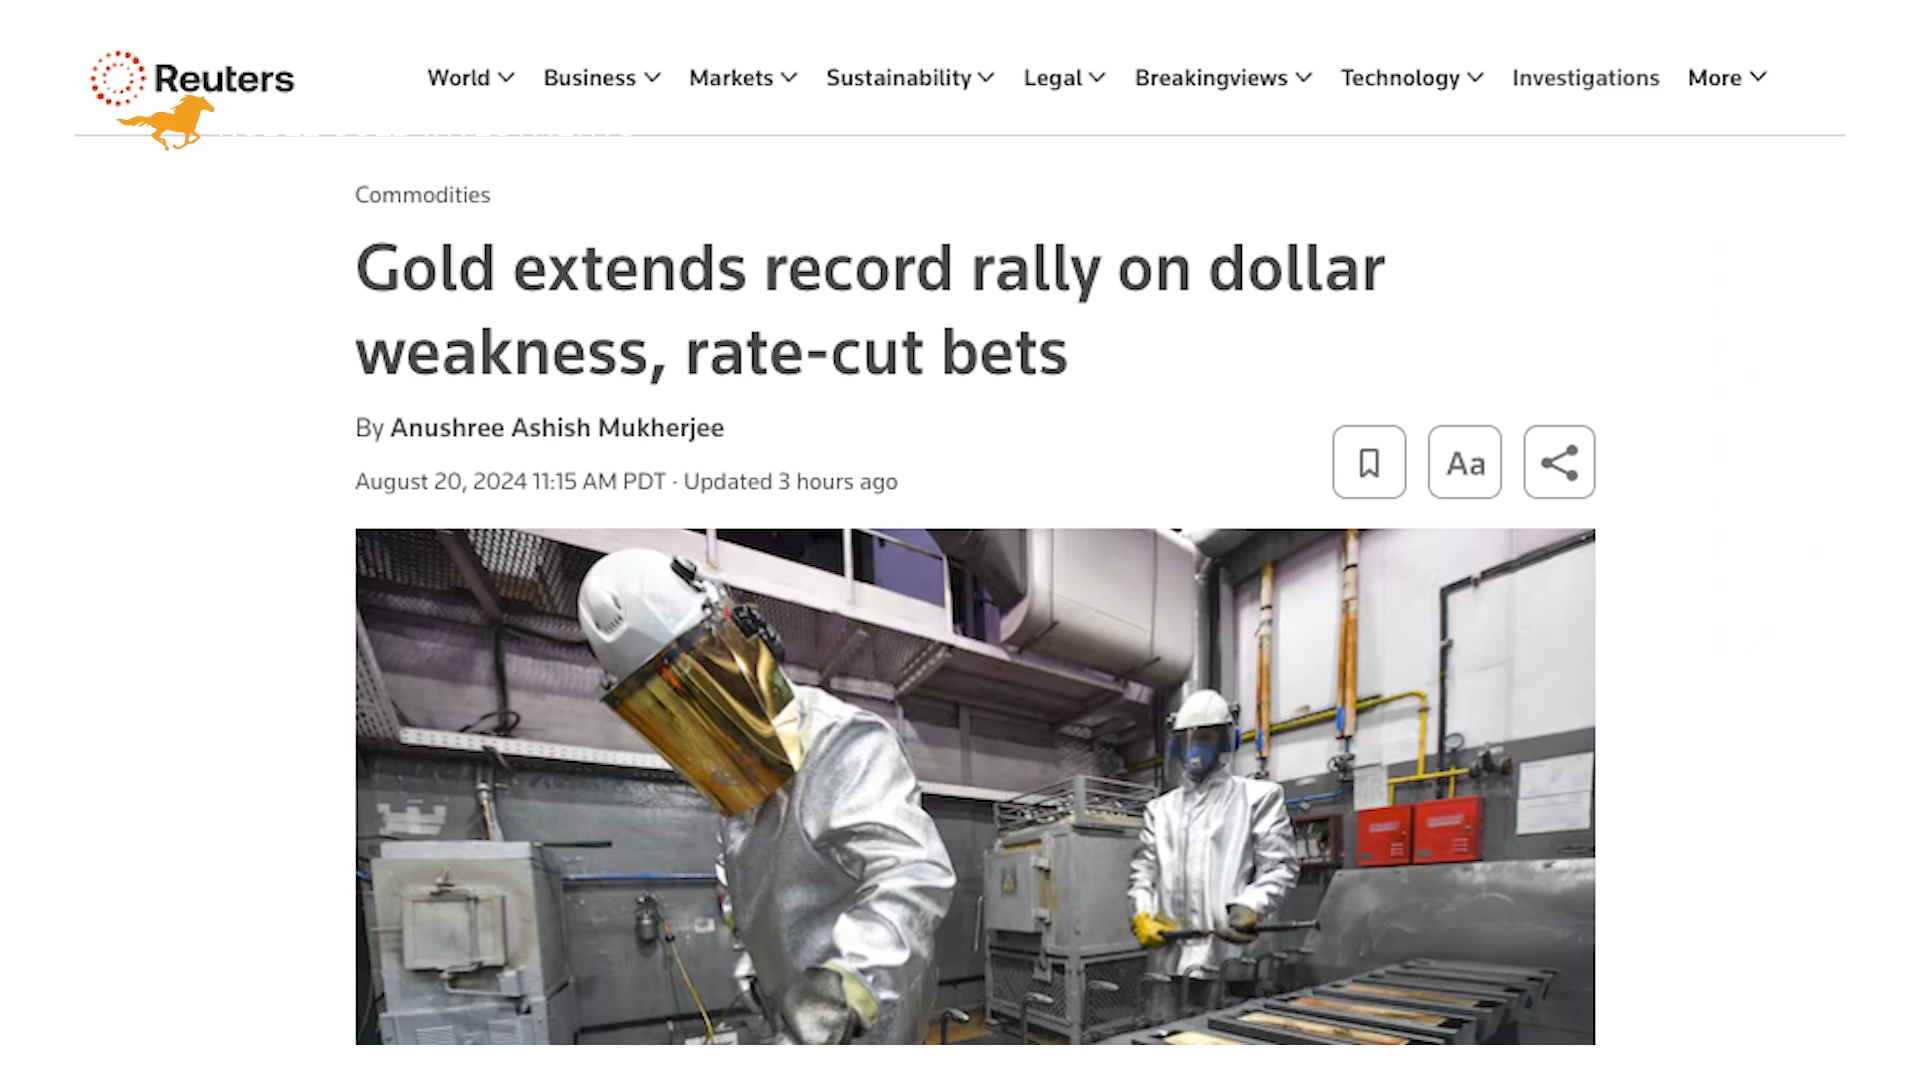 Reuters
World Business Markets Sustainability Legal Breakingviews Technology Investigations More
Commodities
Gold extends record rally on dollar
weakness, rate-cut bets
By Anushree Ashish Mukherjee
August 20, 2024 11:15 AM PDT · Updated 3 hours ago
Aa